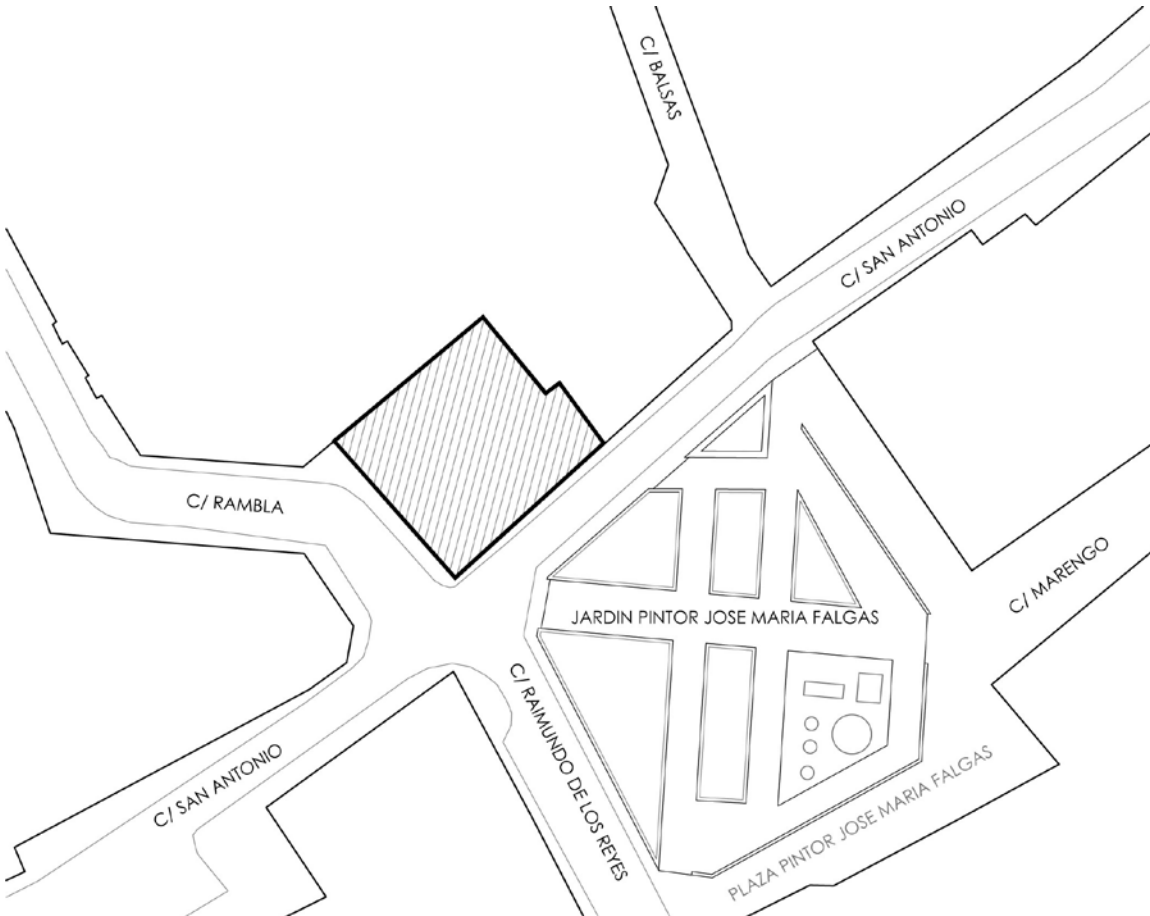 C/ BALSAS
C/ SAN ANTONIO
C/ RAMBLA
C/ MARENGO
JARDIN PINTOR JOSE MARIA FALGAS
C/ RAIMUNDO DE LOS REYES
C/ SAN ANTONIO
PLAZA PINTOR JOSE MARIA FALGAS